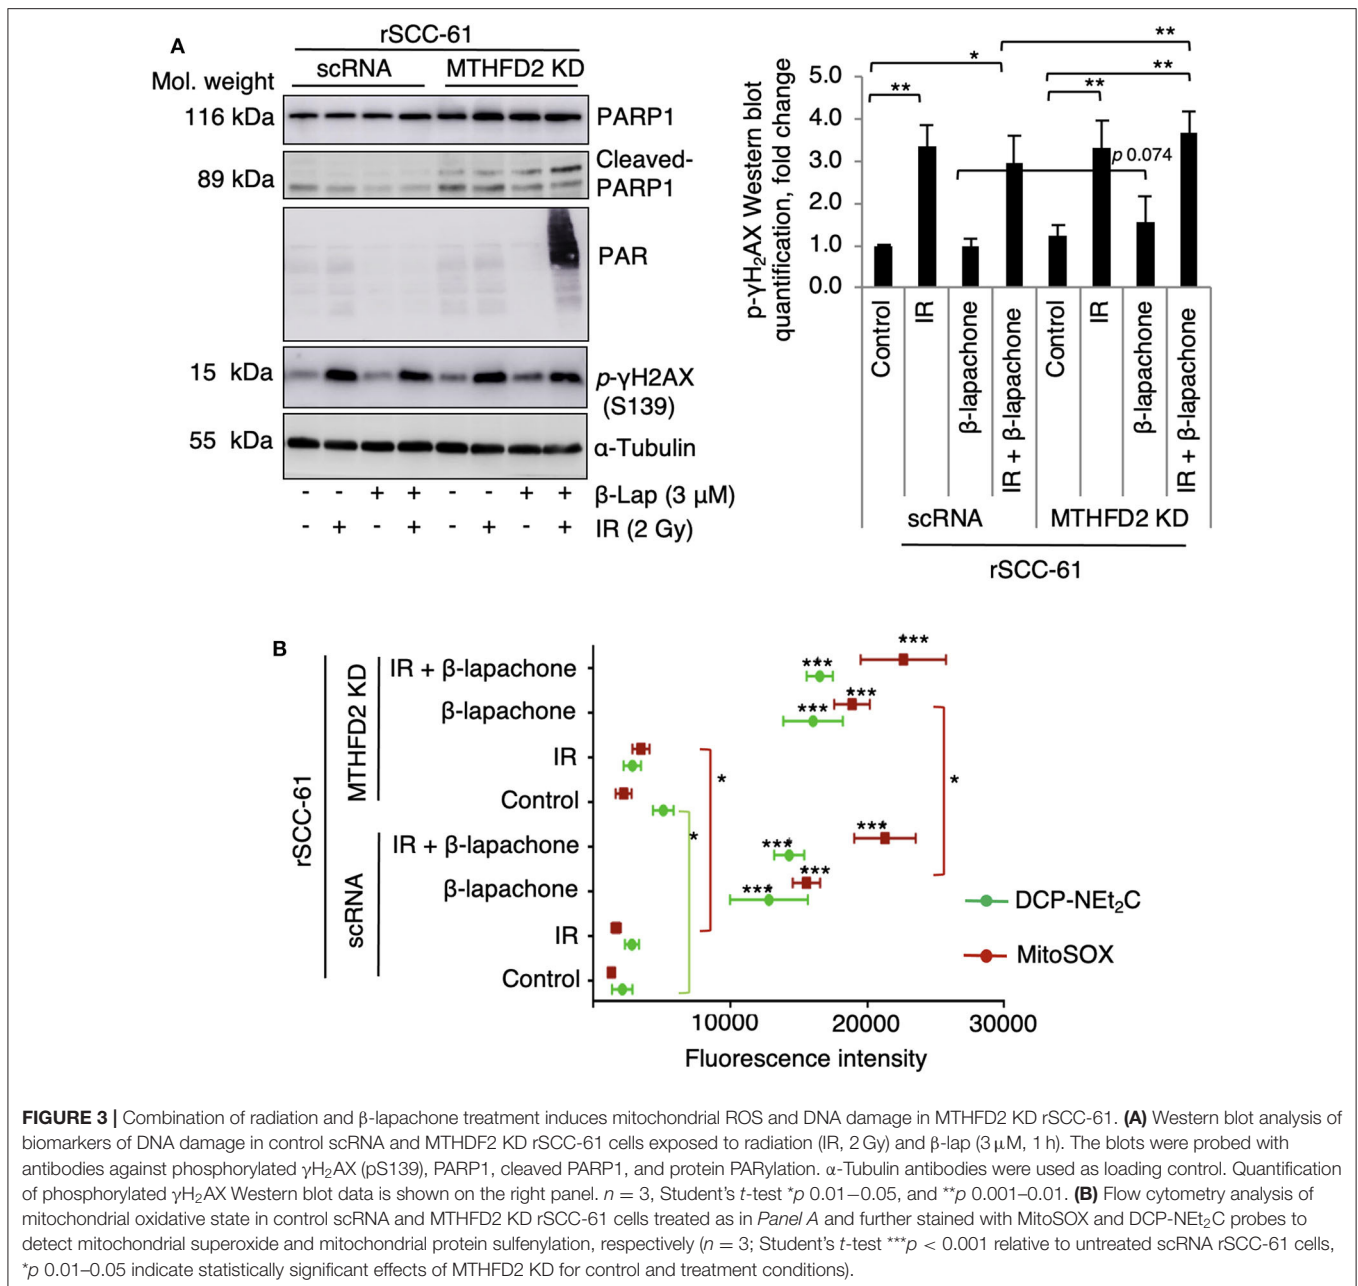 A
rSCC-61
scRNA MTHFD2 KD
Mol. weight
116 kDa PARP1
89 kDa Cleaved-
PARP1
PAR
15 kDa p-γH2AX
(S139)
55 kDa α-Tubulin
- - + + - - + + β-Lap (3 μM)
- + - + - + - + IR (2 Gy)
p-γH₂AX Western blot
quantification, fold change
5.0
4.0
3.0
2.0
1.0
0.0
** * ** ** ** p 0.074
Control IR β-lapachone IR + β-lapachone Control IR β-lapachone IR + β-lapachone
scRNA MTHFD2 KD
rSCC-61
B
rSCC-61
MTHFD2 KD
scRNA
IR + β-lapachone *** ***
β-lapachone *** ***
IR
Control
IR + β-lapachone *** ***
β-lapachone *** ***
IR
Control
* * *
DCP-NEt₂C
MitoSOX
10000 20000 30000
Fluorescence intensity
FIGURE 3 | Combination of radiation and β-lapachone treatment induces mitochondrial ROS and DNA damage in MTHFD2 KD rSCC-61. (A) Western blot analysis of
biomarkers of DNA damage in control scRNA and MTHDF2 KD rSCC-61 cells exposed to radiation (IR, 2 Gy) and β-lap (3 μM, 1 h). The blots were probed with
antibodies against phosphorylated γH₂AX (pS139), PARP1, cleaved PARP1, and protein PARylation. α-Tubulin antibodies were used as loading control. Quantification
of phosphorylated γH₂AX Western blot data is shown on the right panel. n = 3, Student's t-test *p 0.01–0.05, and **p 0.001–0.01. (B) Flow cytometry analysis of
mitochondrial oxidative state in control scRNA and MTHFD2 KD rSCC-61 cells treated as in Panel A and further stained with MitoSOX and DCP-NEt₂C probes to
detect mitochondrial superoxide and mitochondrial protein sulfenylation, respectively (n = 3; Student's t-test ***p < 0.001 relative to untreated scRNA rSCC-61 cells,
*p 0.01–0.05 indicate statistically significant effects of MTHFD2 KD for control and treatment conditions).